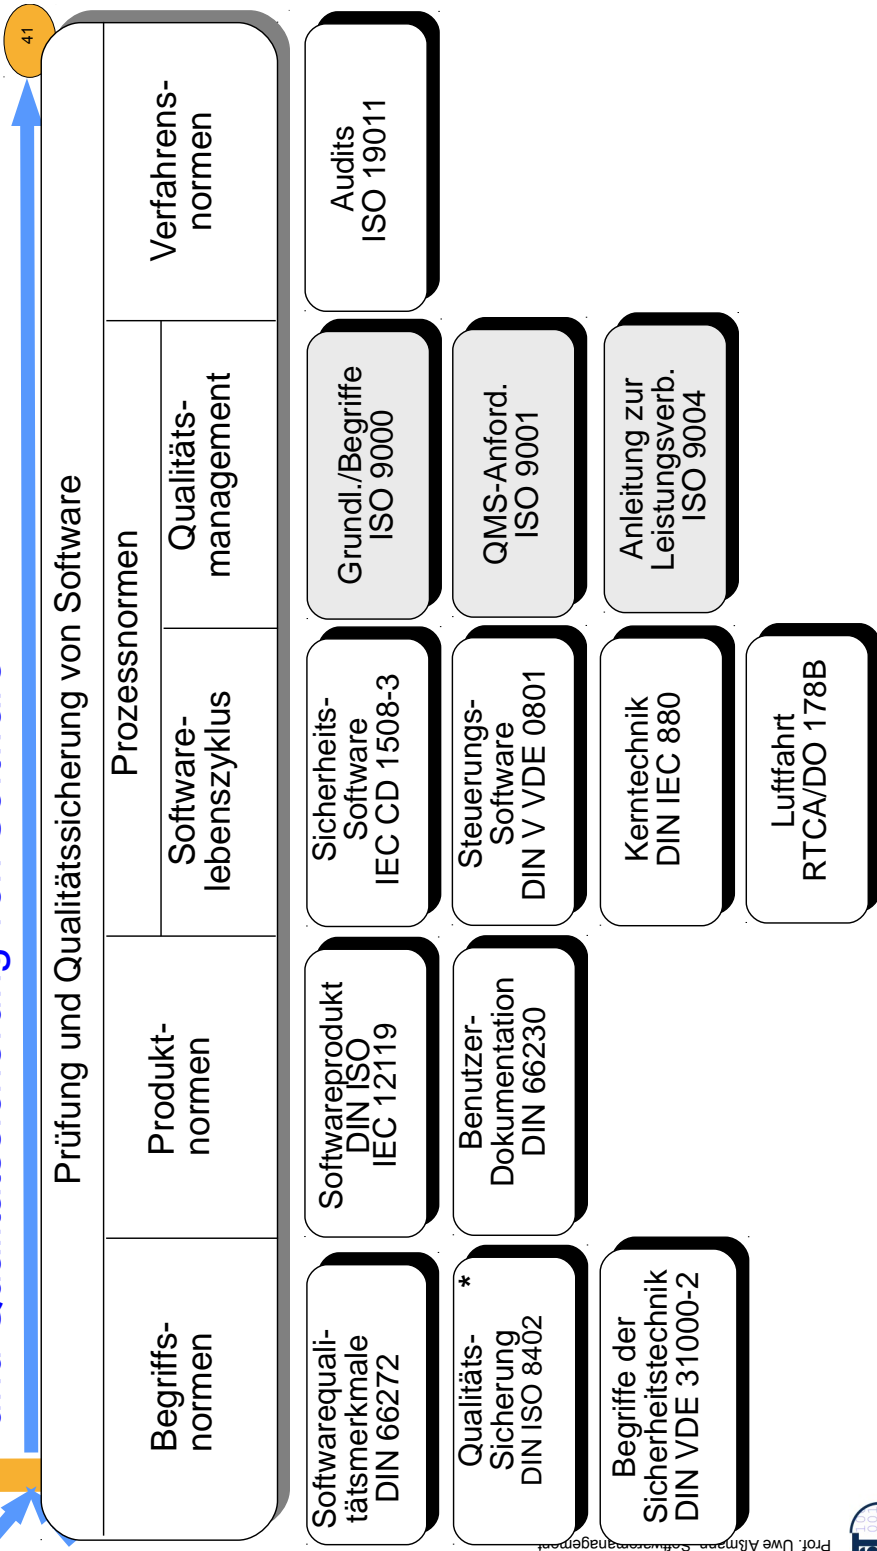 41
Prüfung und Qualitätssicherung von Software
Begriffs-
normen
Produkt-
normen
Prozessnormen
Software-
lebenszyklus
Qualitäts-
management
Verfahrens-
normen
Softwarequali-
tätsmerkmale
DIN 66272
Qualitäts- *
Sicherung
DIN ISO 8402
Begriffe der
Sicherheitstechnik
DIN VDE 31000-2
Softwareprodukt
DIN ISO
IEC 12119
Benutzer-
Dokumentation
DIN 66230
Sicherheits-
Software
IEC CD 1508-3
Steuerungs-
Software
DIN V VDE 0801
Kerntechnik
DIN IEC 880
Luftfahrt
RTCA/DO 178B
Grundl./Begriffe
ISO 9000
QMS-Anford.
ISO 9001
Anleitung zur
Leistungsverb.
ISO 9004
Audits
ISO 19011
Prof. Uwe Aßmann, Softwaremanagement